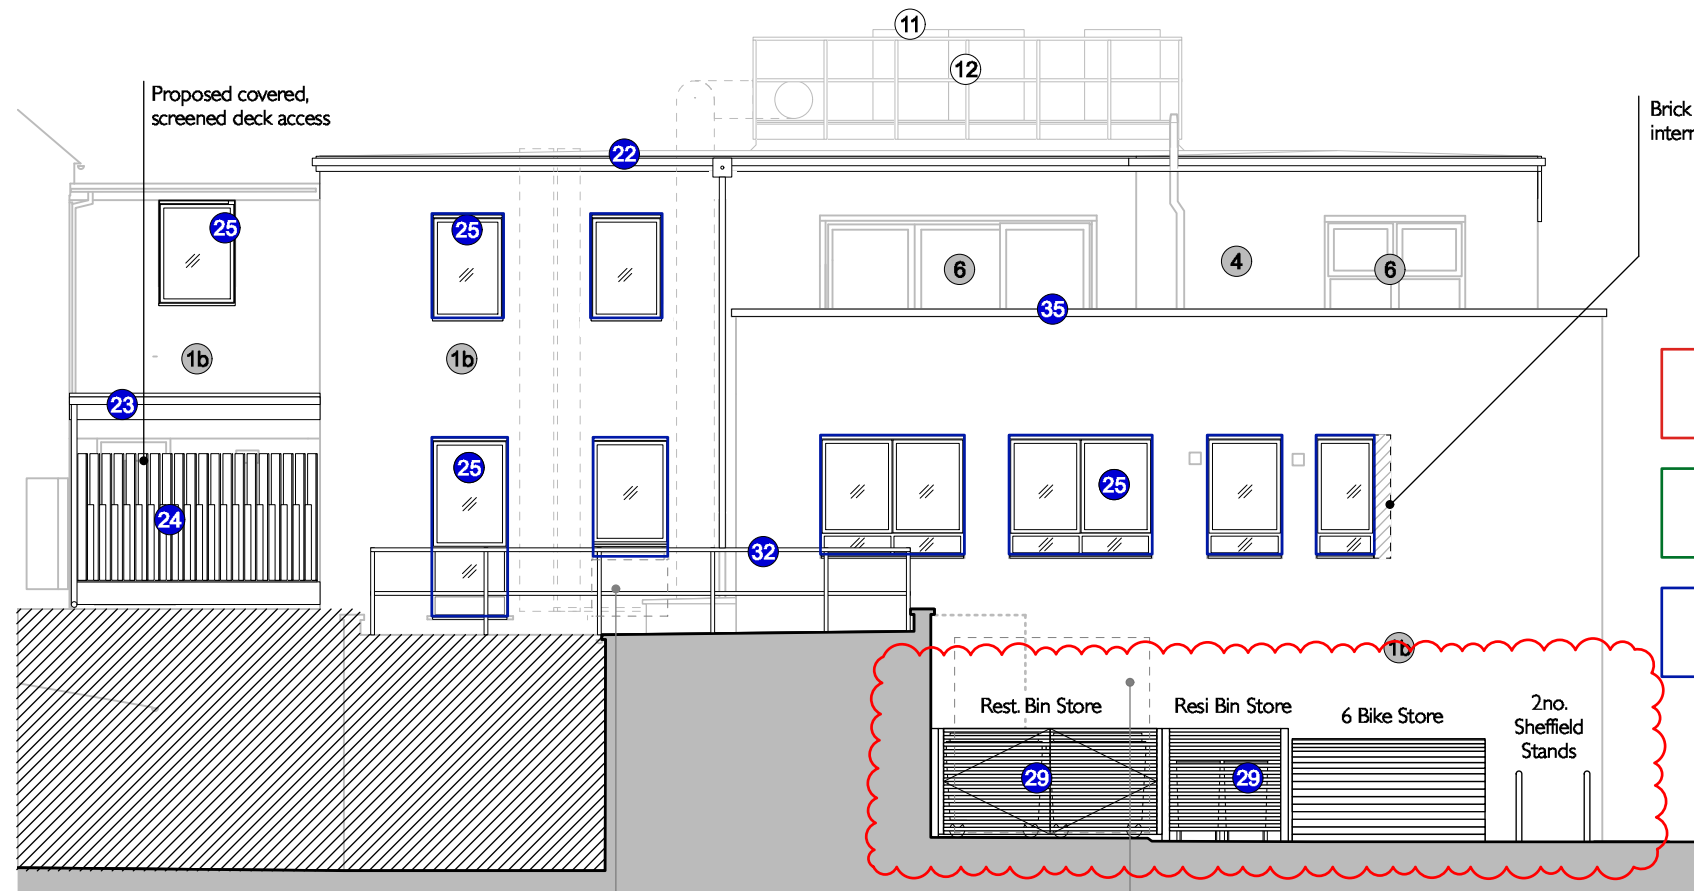 11
12
Proposed covered,
screened deck access
Brick
22
25
25
6
4
6
35
1b
1b
23
25
25
24
32
1b
Rest. Bin Store
Resi Bin Store
6 Bike Store
2no.
Sheffield
Stands
29
29